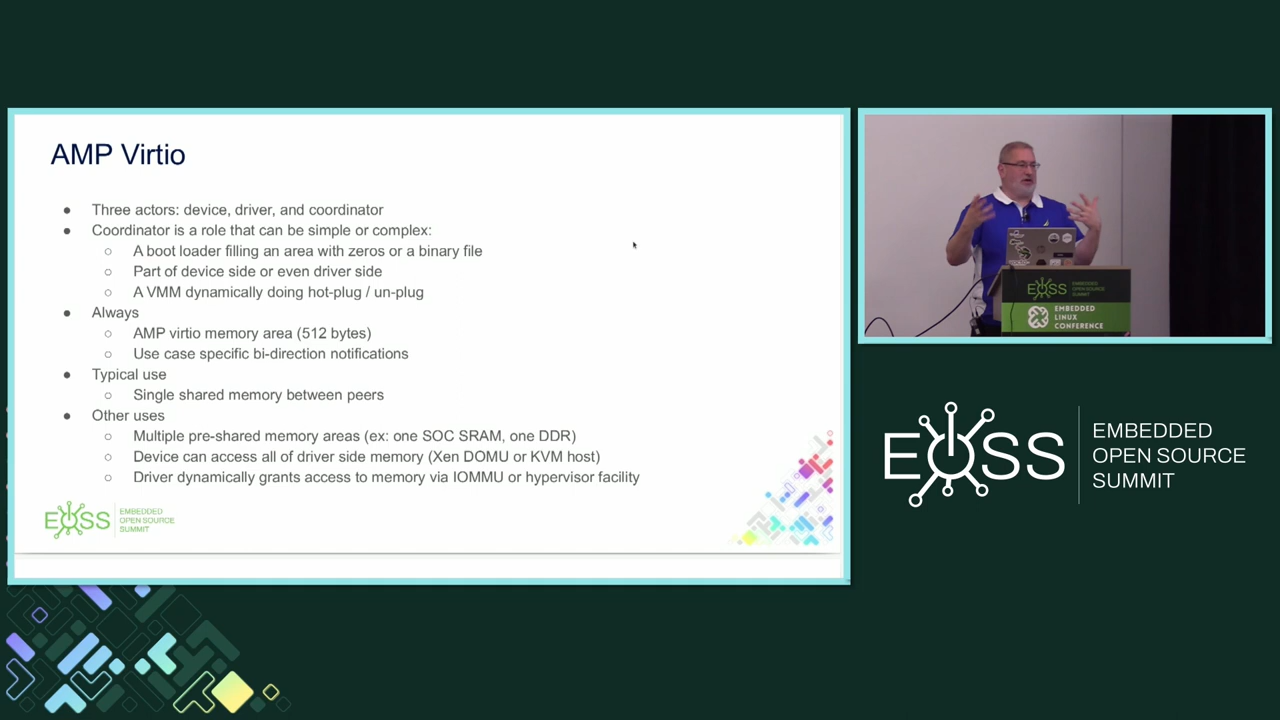 AMP Virtio
● Three actors: device, driver, and coordinator
● Coordinator is a role that can be simple or complex:
○ A boot loader filling an area with zeros or a binary file
○ Part of device side or even driver side
○ A VMM dynamically doing hot-plug / un-plug
● Always
○ AMP virtio memory area (512 bytes)
○ Use case specific bi-direction notifications
● Typical use
○ Single shared memory between peers
● Other uses
○ Multiple pre-shared memory areas (ex: one SOC SRAM, one DDR)
○ Device can access all of driver side memory (Xen DOMU or KVM host)
○ Driver dynamically grants access to memory via IOMMU or hypervisor facility
EOSS
EMBEDDED
OPEN SOURCE
SUMMIT
EOSS
EMBEDDED
OPEN SOURCE
SUMMIT
EMBEDDED
LINUX
CONFERENCE
EOSS
EMBEDDED
OPEN SOURCE
SUMMIT